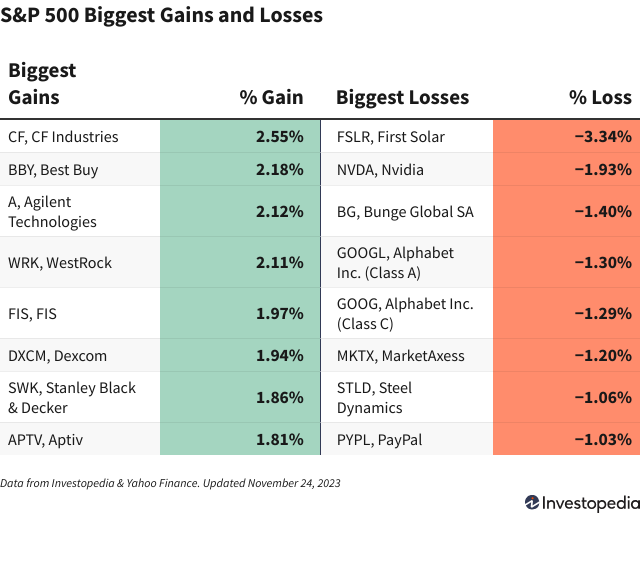 S&P 500 Biggest Gains and Losses
Biggest
Gains
% Gain
Biggest Losses
% Loss
CF, CF Industries
2.55%
FSLR, First Solar
−3.34%
BBY, Best Buy
2.18%
NVDA, Nvidia
−1.93%
A, Agilent
Technologies
2.12%
BG, Bunge Global SA
−1.40%
WRK, WestRock
2.11%
GOOGL, Alphabet
Inc. (Class A)
−1.30%
FIS, FIS
1.97%
GOOG, Alphabet Inc.
(Class C)
−1.29%
DXCM, Dexcom
1.94%
MKTX, MarketAxess
−1.20%
SWK, Stanley Black
& Decker
1.86%
STLD, Steel
Dynamics
−1.06%
APTV, Aptiv
1.81%
PYPL, PayPal
−1.03%
Data from Investopedia & Yahoo Finance. Updated November 24, 2023
Investopedia